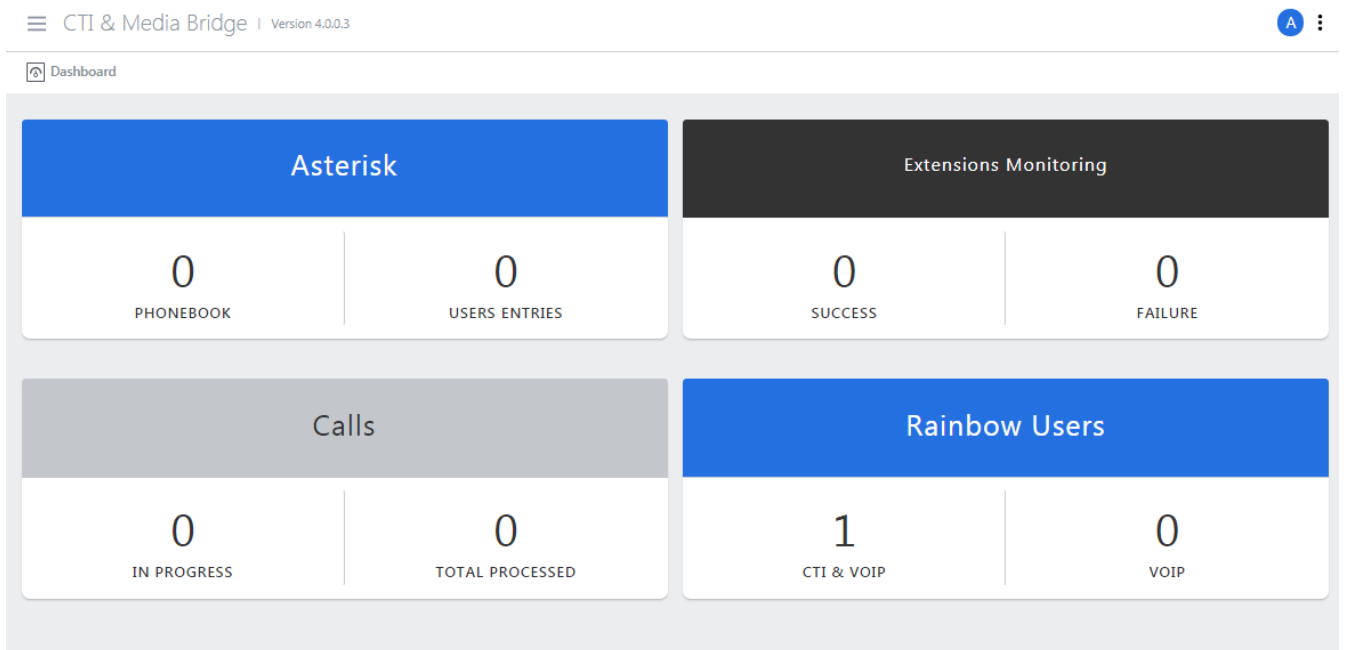 CTI & Media Bridge | Version 4.0.0.3
A
Dashboard
Asterisk
0
PHONEBOOK
0
USERS ENTRIES
Extensions Monitoring
0
SUCCESS
0
FAILURE
Calls
0
IN PROGRESS
0
TOTAL PROCESSED
Rainbow Users
1
CTI & VOIP
0
VOIP